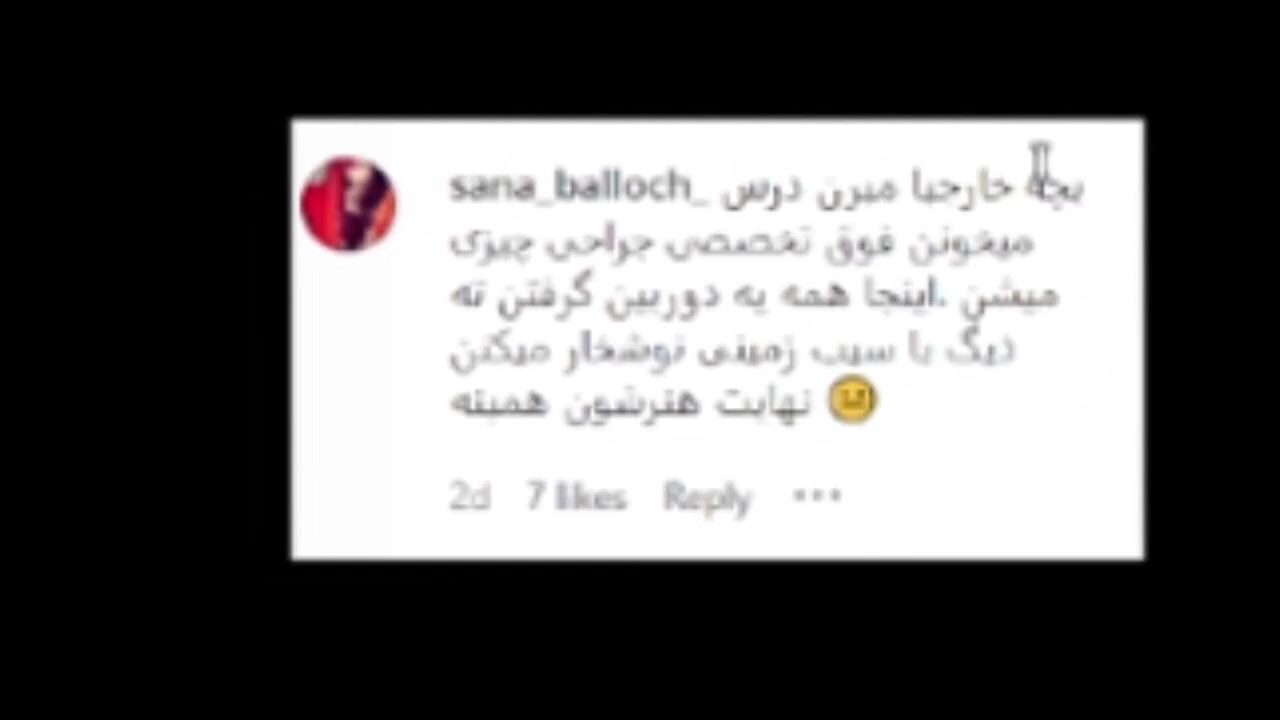 sana_balloch_ بچه خارجیا میرن درس
میخونن فوق تخصصی جراحی چیزی
میشن .اینجا همه یه دوربین گرفتن ته
دیگ با سیب زمینی نوشخار میکنن
😐 نهایت هنرشون همینه
2d 7 likes Reply •••